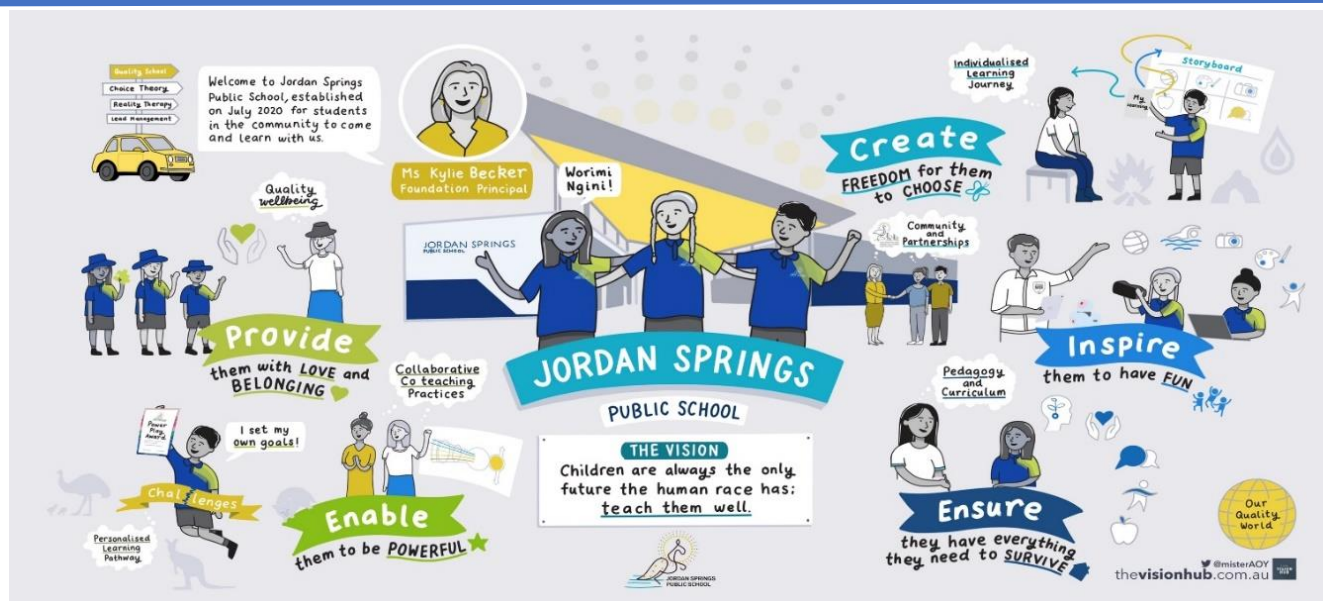 Quality School
Choice Theory
Reality Therapy
Lead Management
Welcome to Jordan Springs
Public School, established
on July 2020 for students
in the community to come
and learn with us.
Ms Kylie Becker
Foundation Principal
Quality
wellbeing
Provide
them with LOVE and
BELONGING
Power
Play
Award
I set my
own goals!
Challenges
Personalised
Learning
Pathway
Collaborative
Co teaching
Practices
Enable
them to be POWERFUL
Worimi
Ngini!
JORDAN SPRINGS
PUBLIC SCHOOL
JORDAN SPRINGS
PUBLIC SCHOOL
THE VISION
Children are always the only
future the human race has;
teach them well.
JORDAN SPRINGS
PUBLIC SCHOOL
Create
FREEDOM for them
to CHOOSE
Individualised
Learning
Journey
Storyboard
My
learning
Community
and
Partnerships
Inspire
them to have FUN
Pedagogy
and
Curriculum
Ensure
they have everything
they need to SURVIVE
Our
Quality
World
@misterAOY
thevisionhub.com.au